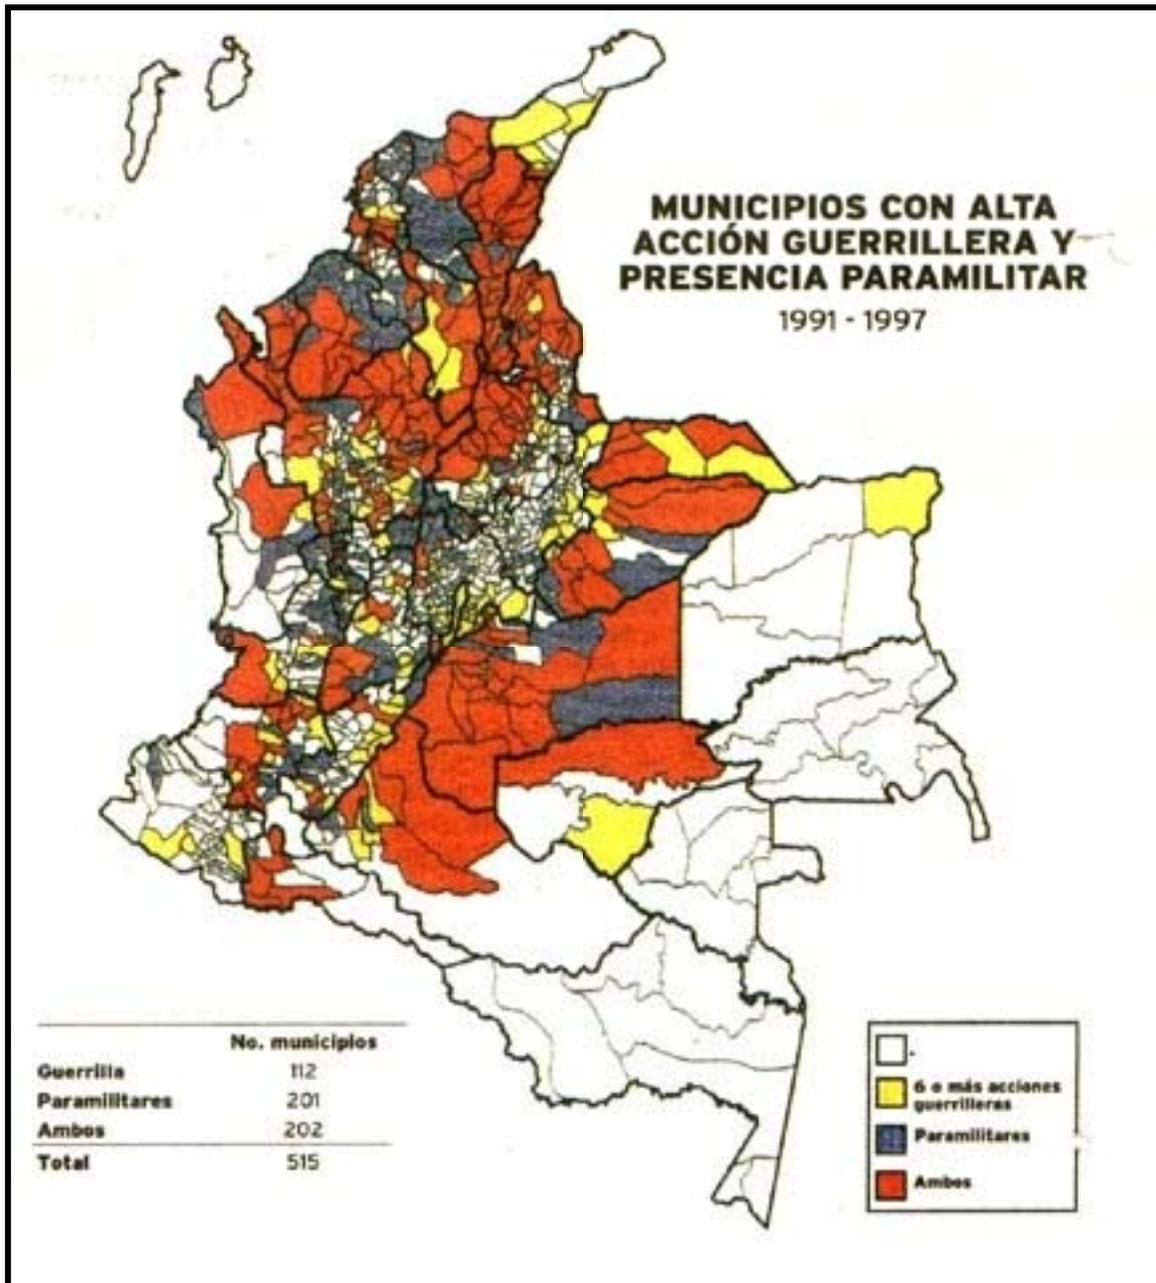 MUNICIPIOS CON ALTA
ACCIÓN GUERRILLERA Y
PRESENCIA PARAMILITAR
1991 - 1997
No. municipios
Guerrilla 112
Paramilitares 201
Ambos 202
Total 515
6 o más acciones
guerrilleras
Paramilitares
Ambos